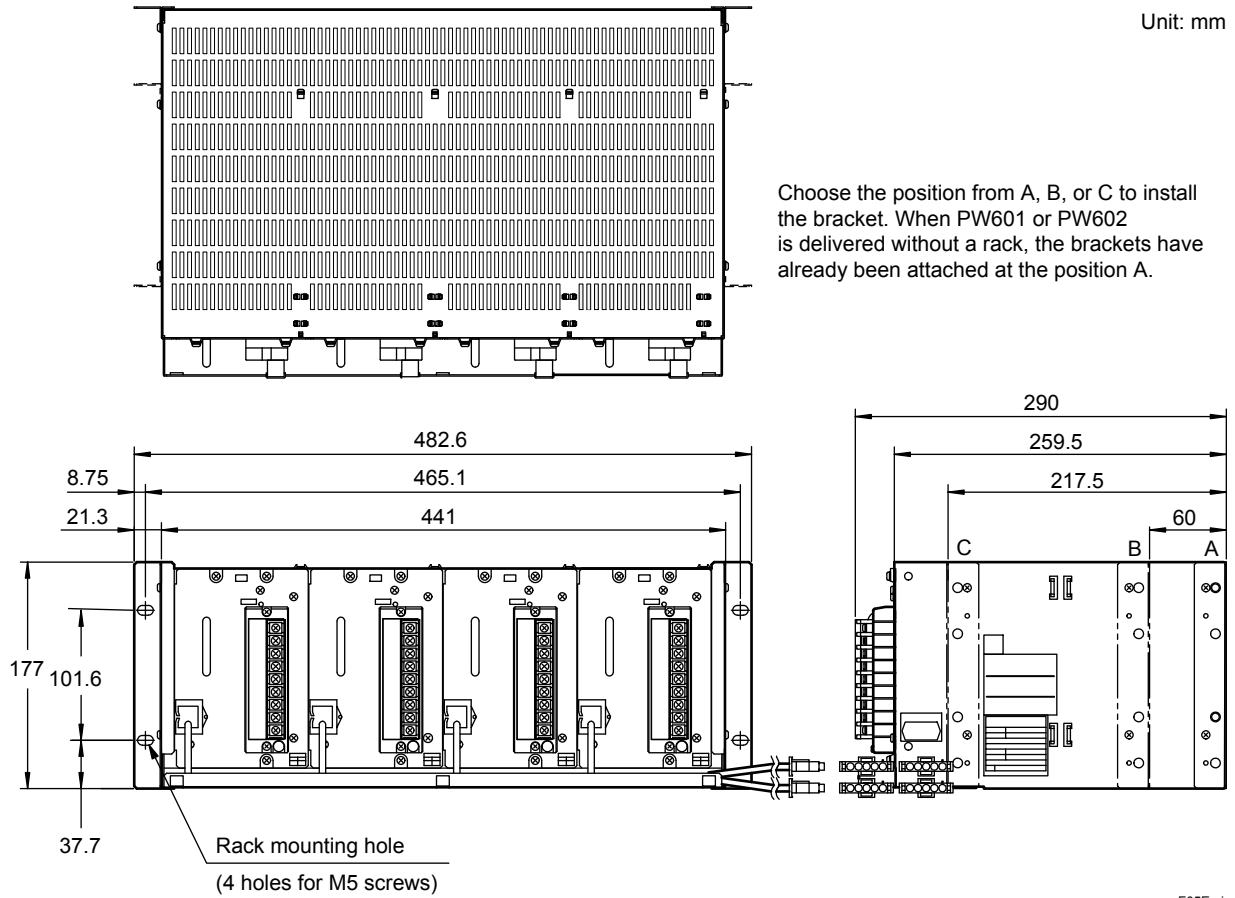 Unit: mm
Choose the position from A, B, or C to install
the bracket. When PW601 or PW602
is delivered without a rack, the brackets have
already been attached at the position A.
290
482.6
259.5
8.75
465.1
217.5
21.3
441
60
C
B
A
177
101.6
37.7
Rack mounting hole
(4 holes for M5 screws)